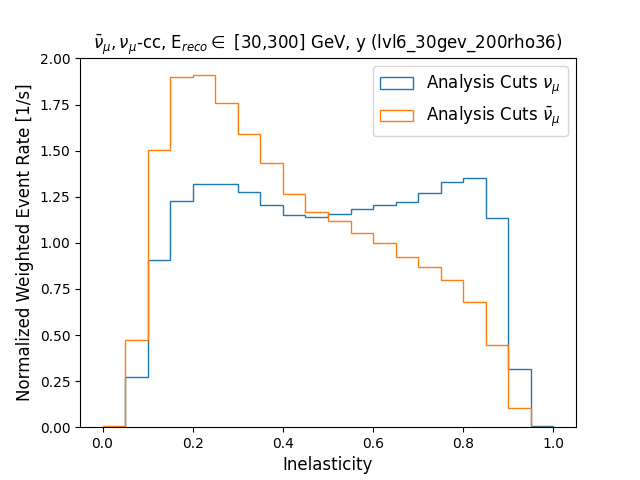 ν̄μ, νμ-cc, Ereco ∈ [30,300] GeV, y (lvl6_30gev_200rho36)
Analysis Cuts νμ
Analysis Cuts ν̄μ
Normalized Weighted Event Rate [1/s]
2.00
1.75
1.50
1.25
1.00
0.75
0.50
0.25
0.00
0.0 0.2 0.4 0.6 0.8 1.0
Inelasticity